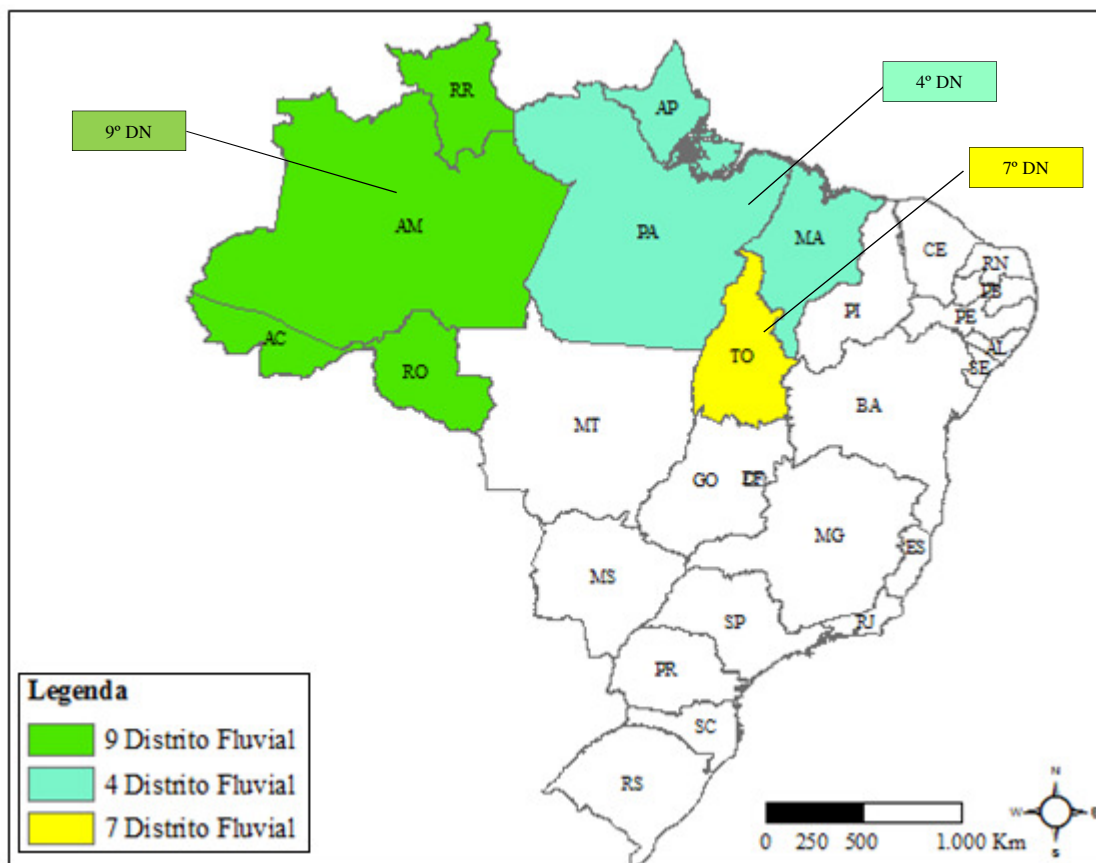 RR
AP
4º DN
9º DN
7º DN
AM
PA
MA
CE
RN
PB
PE
PI
AL
SE
AC
RO
TO
BA
MT
GO
DF
MG
ES
MS
SP
RJ
PR
SC
RS
Legenda
9 Distrito Fluvial
4 Distrito Fluvial
7 Distrito Fluvial
0 250 500 1.000 Km
N
W
S